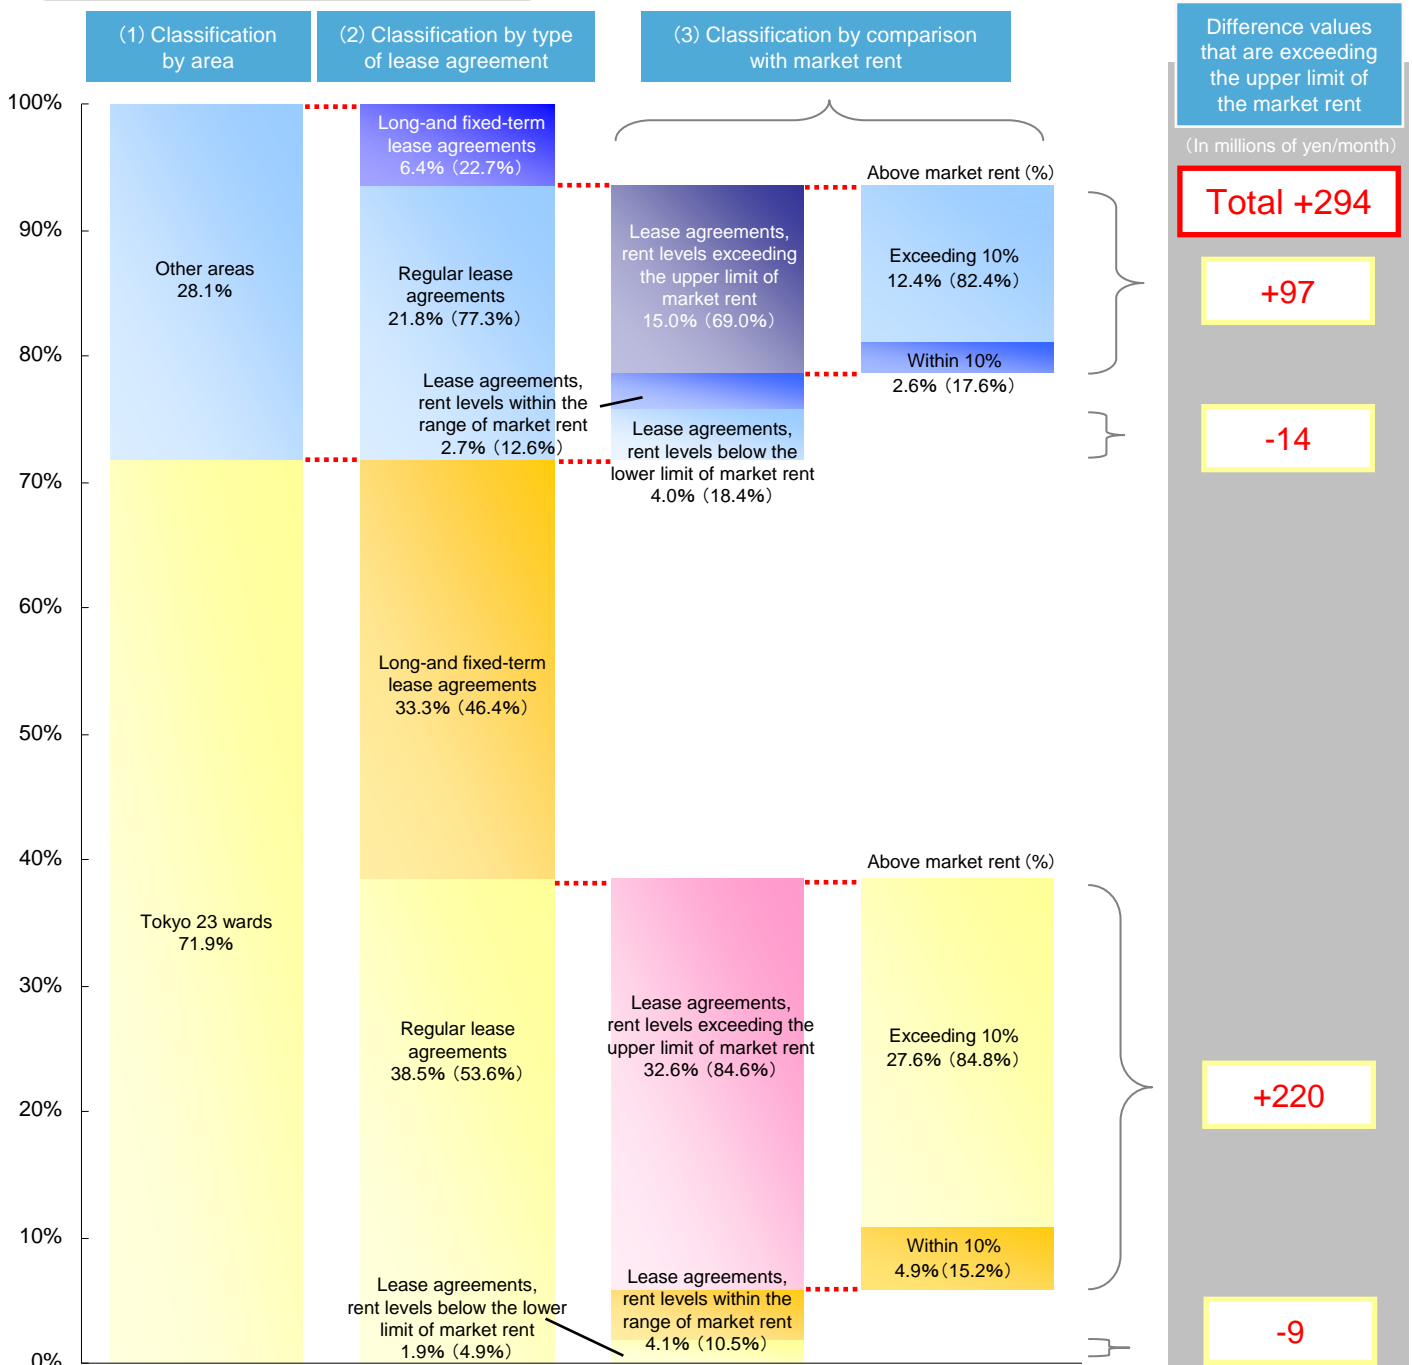 (1) Classification
by area
(2) Classification by type
of lease agreement
(3) Classification by comparison
with market rent
Difference values
that are exceeding
the upper limit of
the market rent
(In millions of yen/month)
Total +294
100%
90%
80%
70%
60%
50%
40%
30%
20%
10%
0%
Other areas
28.1%
Tokyo 23 wards
71.9%
Long-and fixed-term
lease agreements
6.4% (22.7%)
Regular lease
agreements
21.8% (77.3%)
Long-and fixed-term
lease agreements
33.3% (46.4%)
Regular lease
agreements
38.5% (53.6%)
Lease agreements,
rent levels exceeding
the upper limit of
market rent
15.0% (69.0%)
Lease agreements,
rent levels within the
range of market rent
2.7% (12.6%)
Lease agreements,
rent levels below the
lower limit of market rent
4.0% (18.4%)
Above market rent (%)
Exceeding 10%
12.4% (82.4%)
Within 10%
2.6% (17.6%)
+97
-14
Lease agreements,
rent levels exceeding the
upper limit of market rent
32.6% (84.6%)
Lease agreements,
rent levels within the
range of market rent
4.1% (10.5%)
Lease agreements,
rent levels below the lower
limit of market rent
1.9% (4.9%)
Above market rent (%)
Exceeding 10%
27.6% (84.8%)
Within 10%
4.9%(15.2%)
+220
-9